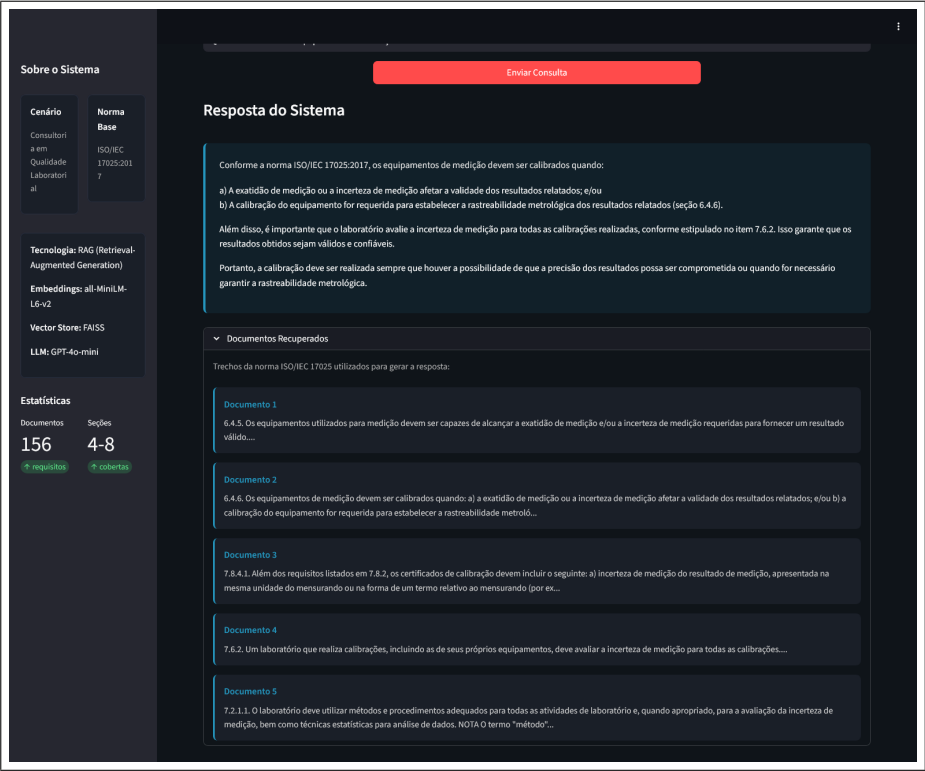 Sobre o Sistema
Cenário
Consultori
a em
Qualidade
Laboratori
al
Norma
Base
ISO/IEC
17025:201
7
Tecnologia: RAG (Retrieval-
Augmented Generation)
Embeddings: all-MiniLM-
L6-v2
Vector Store: FAISS
LLM: GPT-4o-mini
Estatísticas
Documentos
156
↑ requisitos
Seções
4-8
↑ cobertas
Enviar Consulta
Resposta do Sistema
Conforme a norma ISO/IEC 17025:2017, os equipamentos de medição devem ser calibrados quando:
a) A exatidão de medição ou a incerteza de medição afetar a validade dos resultados relatados; e/ou
b) A calibração do equipamento for requerida para estabelecer a rastreabilidade metrológica dos resultados relatados (seção 6.4.6).
Além disso, é importante que o laboratório avalie a incerteza de medição para todas as calibrações realizadas, conforme estipulado no item 7.6.2. Isso garante que os
resultados obtidos sejam válidos e confiáveis.
Portanto, a calibração deve ser realizada sempre que houver a possibilidade de que a precisão dos resultados possa ser comprometida ou quando for necessário
garantir a rastreabilidade metrológica.
Documentos Recuperados
Trechos da norma ISO/IEC 17025 utilizados para gerar a resposta:
Documento 1
6.4.5. Os equipamentos utilizados para medição devem ser capazes de alcançar a exatidão de medição e/ou a incerteza de medição requeridas para fornecer um resultado
válido....
Documento 2
6.4.6. Os equipamentos de medição devem ser calibrados quando: a) a exatidão de medição ou a incerteza de medição afetar a validade dos resultados relatados; e/ou b) a
calibração do equipamento for requerida para estabelecer a rastreabilidade metroló...
Documento 3
7.8.4.1. Além dos requisitos listados em 7.8.2, os certificados de calibração devem incluir o seguinte: a) incerteza de medição do resultado de medição, apresentada na
mesma unidade do mensurando ou na forma de um termo relativo ao mensurando (por ex...
Documento 4
7.6.2. Um laboratório que realiza calibrações, incluindo as de seus próprios equipamentos, deve avaliar a incerteza de medição para todas as calibrações....
Documento 5
7.2.1.1. O laboratório deve utilizar métodos e procedimentos adequados para todas as atividades de laboratório e, quando apropriado, para a avaliação da incerteza de
medição, bem como técnicas estatísticas para análise de dados. NOTA O termo "método"...